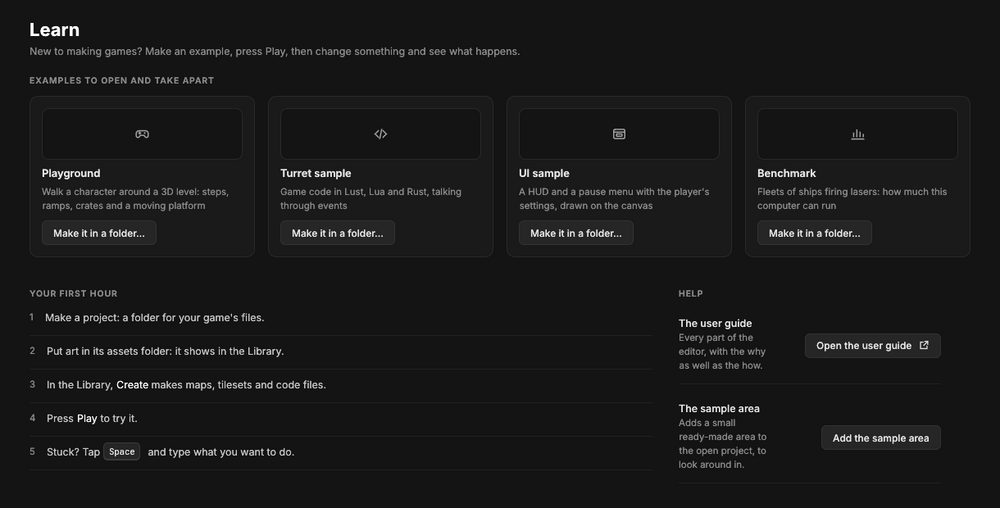 Learn
New to making games? Make an example, press Play, then change something and see what happens.
EXAMPLES TO OPEN AND TAKE APART
Playground
Walk a character around a 3D level: steps,
ramps, crates and a moving platform
Make it in a folder...
Turret sample
Game code in Lust, Lua and Rust, talking
through events
Make it in a folder...
UI sample
A HUD and a pause menu with the player's
settings, drawn on the canvas
Make it in a folder...
Benchmark
Fleets of ships firing lasers: how much this
computer can run
Make it in a folder...
YOUR FIRST HOUR
1 Make a project: a folder for your game's files.
2 Put art in its assets folder: it shows in the Library.
3 In the Library, Create makes maps, tilesets and code files.
4 Press Play to try it.
5 Stuck? Tap Space and type what you want to do.
HELP
The user guide
Every part of the
editor, with the why
as well as the how.
Open the user guide
The sample area
Adds a small
ready-made area to
the open project, to
look around in.
Add the sample area